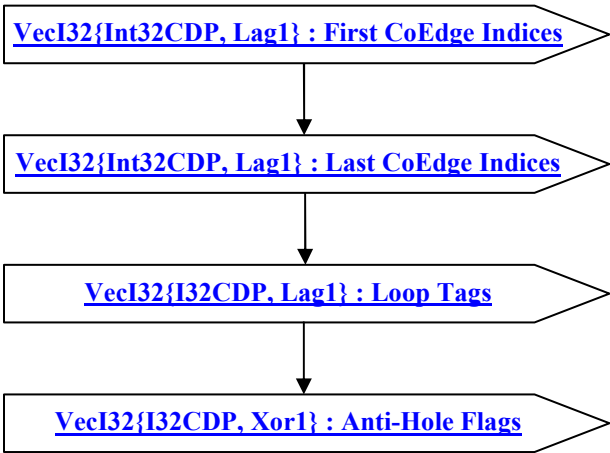 VecI32{Int32CDP, Lag1} : First CoEdge Indices
VecI32{Int32CDP, Lag1} : Last CoEdge Indices
VecI32{I32CDP, Lag1} : Loop Tags
VecI32{I32CDP, Xor1} : Anti-Hole Flags